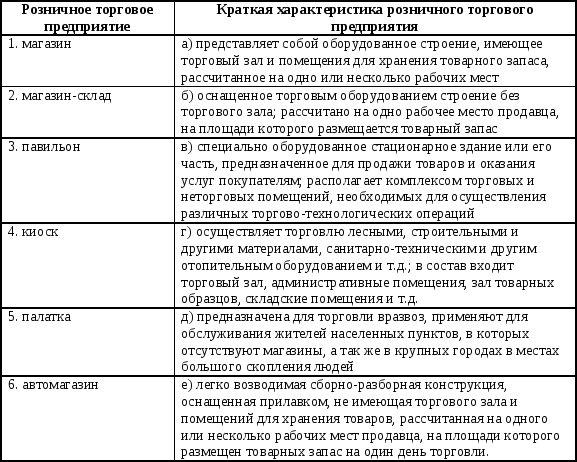 Розничное торговое
предприятие
Краткая характеристика розничного торгового
предприятия
1. магазин
а) представляет собой оборудованное строение, имеющее
торговый зал и помещения для хранения товарного запаса,
рассчитанное на одно или несколько рабочих мест
2. магазин-склад
б) оснащенное торговым оборудованием строение без
торгового зала; рассчитано на одно рабочее место продавца,
на площади которого размещается товарный запас
3. павильон
в) специально оборудованное стационарное здание или его
часть, предназначенное для продажи товаров и оказания
услуг покупателям; располагает комплексом торговых и
неторговых помещений, необходимых для осуществления
различных торгово-технологических операций
4. киоск
г) осуществляет торговлю лесными, строительными и
другими материалами, санитарно-техническим и другим
отопительным оборудованием и т.д.; в состав входит
торговый зал, административные помещения, зал товарных
образцов, складские помещения и т.д.
5. палатка
д) предназначена для торговли вразвоз, применяют для
обслуживания жителей населенных пунктов, в которых
отсутствуют магазины, а так же в крупных городах в местах
большого скопления людей
6. автомагазин
е) легко возводимая сборно-разборная конструкция,
оснащенная прилавком, не имеющая торгового зала и
помещений для хранения товаров, рассчитанная на одного
или несколько рабочих мест продавца, на площади которого
размещен товарных запас на один день торговли.